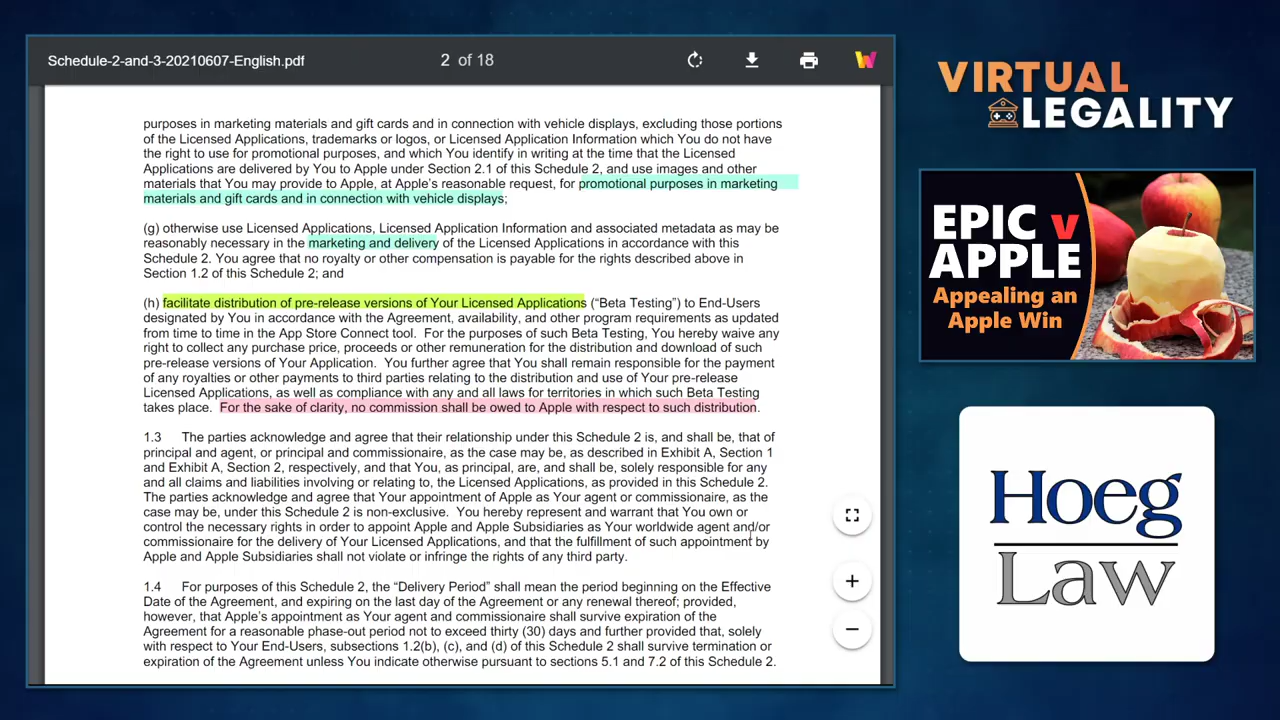 Schedule-2-and-3-20210607-English.pdf
2 of 18
purposes in marketing materials and gift cards and in connection with vehicle displays, excluding those portions
of the Licensed Applications, trademarks or logos, or Licensed Application Information which You do not have
the right to use for promotional purposes, and which You identify in writing at the time that the Licensed
Applications are delivered by You to Apple under Section 2.1 of this Schedule 2, and use images and other
materials that You may provide to Apple, at Apple's reasonable request, for promotional purposes in marketing
materials and gift cards and in connection with vehicle displays;
(g) otherwise use Licensed Applications, Licensed Application Information and associated metadata as may be
reasonably necessary in the marketing and delivery of the Licensed Applications in accordance with this
Schedule 2. You agree that no royalty or other compensation is payable for the rights described above in
Section 1.2 of this Schedule 2; and
(h) facilitate distribution of pre-release versions of Your Licensed Applications (“Beta Testing”) to End-Users
designated by You in accordance with the Agreement, availability, and other program requirements as updated
from time to time in the App Store Connect tool. For the purposes of such Beta Testing, You hereby waive any
right to collect any purchase price, proceeds or other remuneration for the distribution and download of such
pre-release versions of Your Application. You further agree that You shall remain responsible for the payment
of any royalties or other payments to third parties relating to the distribution and use of Your pre-release
Licensed Applications, as well as compliance with any and all laws for territories in which such Beta Testing
takes place. For the sake of clarity, no commission shall be owed to Apple with respect to such distribution.
1.3 The parties acknowledge and agree that their relationship under this Schedule 2 is, and shall be, that of
principal and agent, or principal and commissionaire, as the case may be, as described in Exhibit A, Section 1
and Exhibit A, Section 2, respectively, and that You, as principal, are, and shall be, solely responsible for any
and all claims and liabilities involving or relating to, the Licensed Applications, as provided in this Schedule 2.
The parties acknowledge and agree that Your appointment of Apple as Your agent or commissionaire, as the
case may be, under this Schedule 2 is non-exclusive. You hereby represent and warrant that You own or
control the necessary rights in order to appoint Apple and Apple Subsidiaries as Your worldwide agent and/or
commissionaire for the delivery of Your Licensed Applications, and that the fulfillment of such appointment by
Apple and Apple Subsidiaries shall not violate or infringe the rights of any third party.
1.4 For purposes of this Schedule 2, the “Delivery Period” shall mean the period beginning on the Effective
Date of the Agreement, and expiring on the last day of the Agreement or any renewal thereof; provided,
however, that Apple's appointment as Your agent and commissionaire shall survive expiration of the
Agreement for a reasonable phase-out period not to exceed thirty (30) days and further provided that, solely
with respect to Your End-Users, subsections 1.2(b), (c), and (d) of this Schedule 2 shall survive termination or
expiration of the Agreement unless You indicate otherwise pursuant to sections 5.1 and 7.2 of this Schedule 2.
VIRTUAL
LEGALITY
EPIC v
APPLE
Appealing an
Apple Win
Hoeg
Law